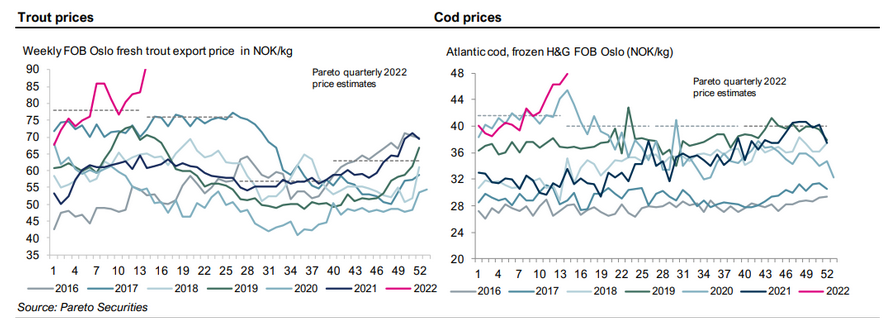 Trout prices
Cod prices
Weekly FOB Oslo fresh trout export price in NOK/kg
Pareto quarterly 2022
price estimates
90
85
80
75
70
65
60
55
50
45
40
35
1 4 7 10 13 16 19 22 25 28 31 34 37 40 43 46 49 52
2016 2017 2018 2019 2020 2021 2022
Atlantic cod, frozen H&G FOB Oslo (NOK/kg)
Pareto quarterly 2022
price estimates
48
44
40
36
32
28
24
20
1 4 7 10 13 16 19 22 25 28 31 34 37 40 43 46 49 52
2016 2017 2018 2019 2020 2021 2022
Source: Pareto Securities